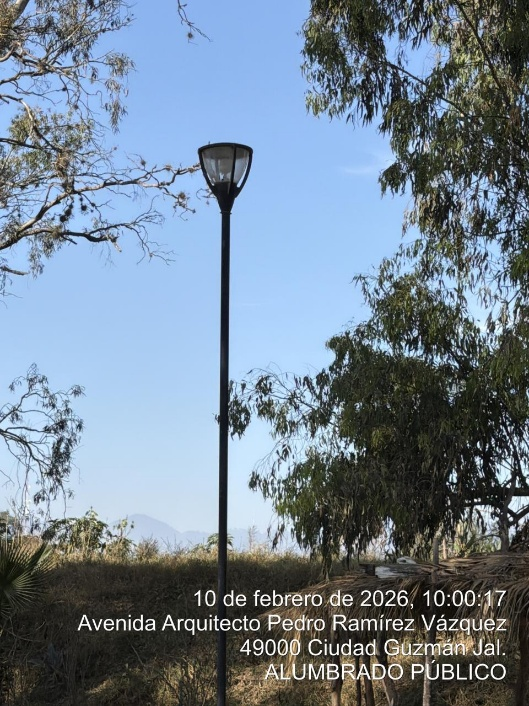 10 de febrero de 2026, 10:00:17
Avenida Arquitecto Pedro Ramírez Vázquez
49000 Ciudad Guzmán Jal.
ALUMBRADO PÚBLICO